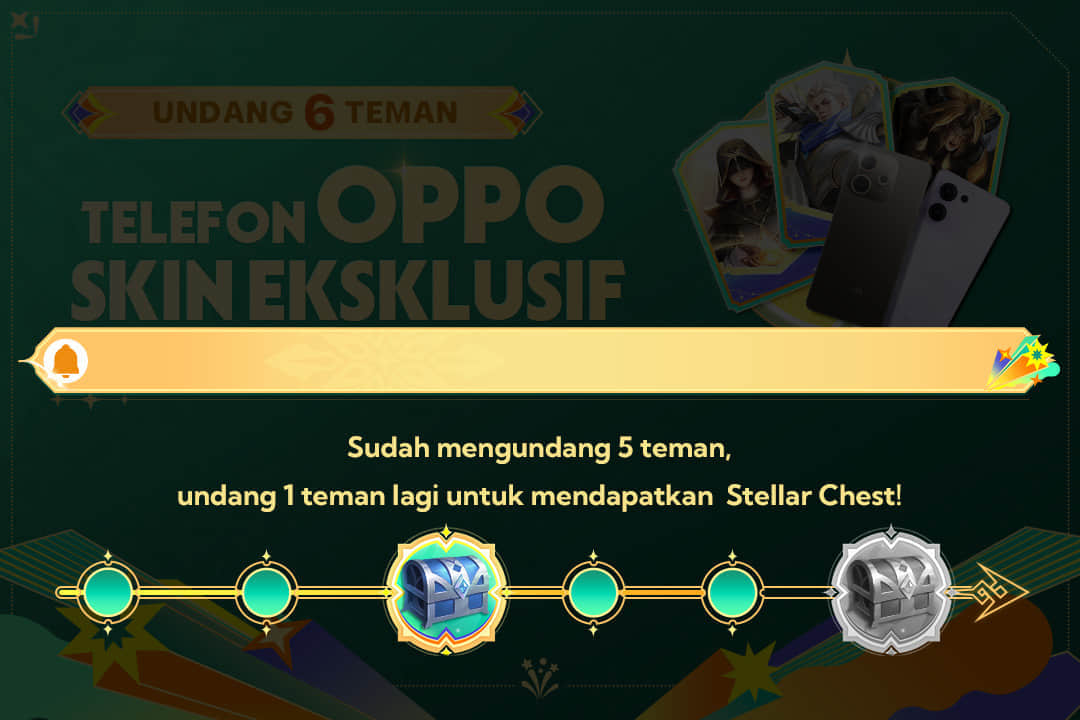 UNDANG 6 TEMAN
TELEFON OPPO
SKIN EKSKLUSIF
Sudah mengundang 5 teman,
undang 1 teman lagi untuk mendapatkan Stellar Chest!